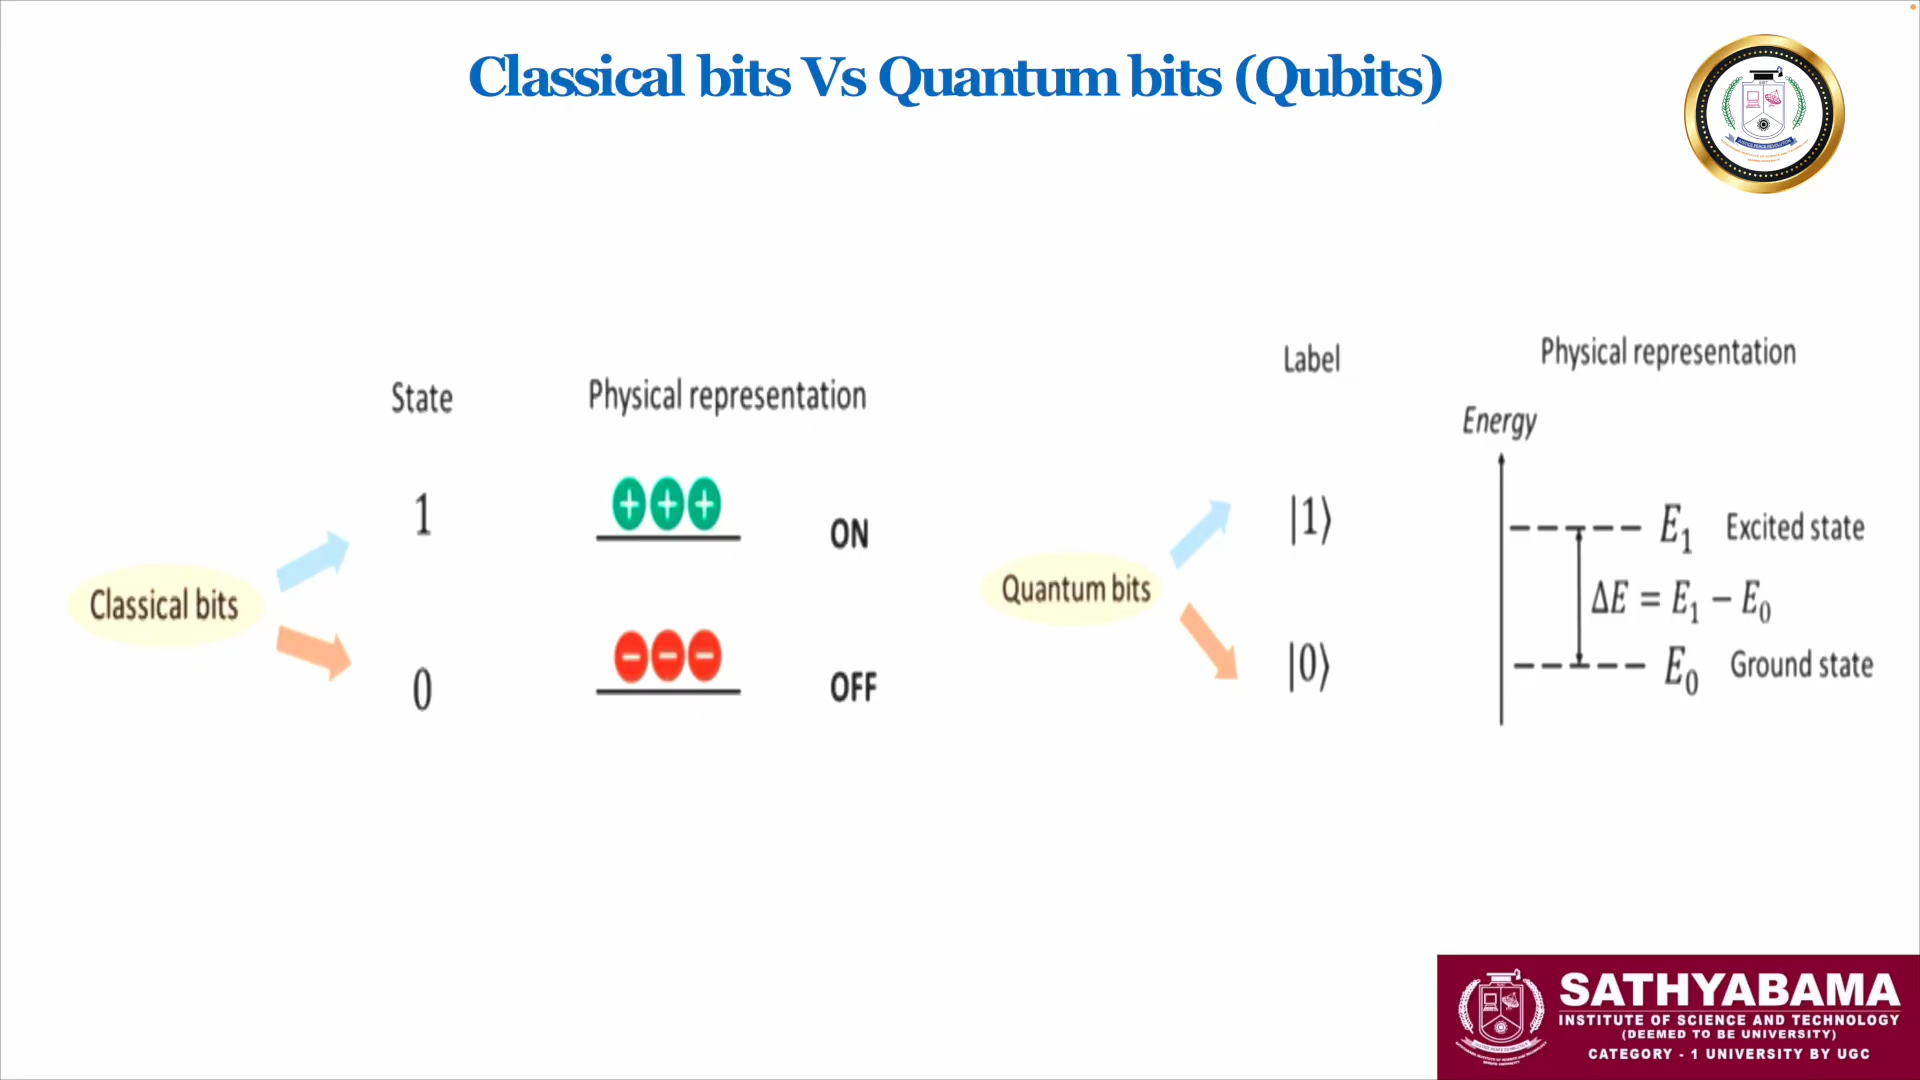 Classical bits Vs Quantum bits (Qubits)
State Physical representation
1 ON
Classical bits
0 OFF
Label Physical representation
Energy
|1⟩ E₁ Excited state
Quantum bits ΔE = E₁ − E₀
|0⟩ E₀ Ground state
SATHYABAMA
INSTITUTE OF SCIENCE AND TECHNOLOGY
(DEEMED TO BE UNIVERSITY)
CATEGORY - 1 UNIVERSITY BY UGC